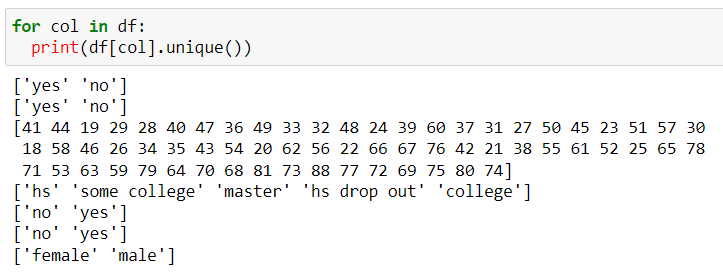 for col in df:
  print(df[col].unique())
['yes' 'no']
['yes' 'no']
[41 44 19 29 28 40 47 36 49 33 32 48 24 39 60 37 31 27 50 45 23 51 57 30
 18 58 46 26 34 35 43 54 20 62 56 22 66 67 76 42 21 38 55 61 52 25 65 78
 71 53 63 59 79 64 70 68 81 73 88 77 72 69 75 80 74]
['hs' 'some college' 'master' 'hs drop out' 'college']
['no' 'yes']
['no' 'yes']
['female' 'male']